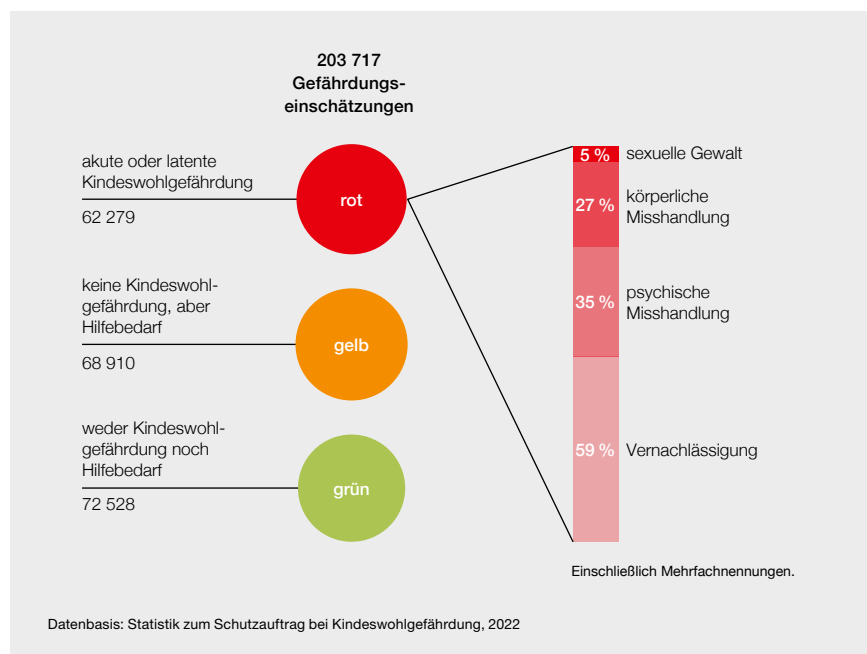 203 717
Gefährdungs-
einschätzungen
akute oder latente
Kindeswohlgefährdung
62 279
rot
keine Kindeswohl-
gefährdung, aber
Hilfebedarf
68 910
gelb
weder Kindeswohl-
gefährdung noch
Hilfebedarf
72 528
grün
5 % sexuelle Gewalt
27 % körperliche
Misshandlung
35 % psychische
Misshandlung
59 % Vernachlässigung
Einschließlich Mehrfachnennungen.
Datenbasis: Statistik zum Schutzauftrag bei Kindeswohlgefährdung, 2022